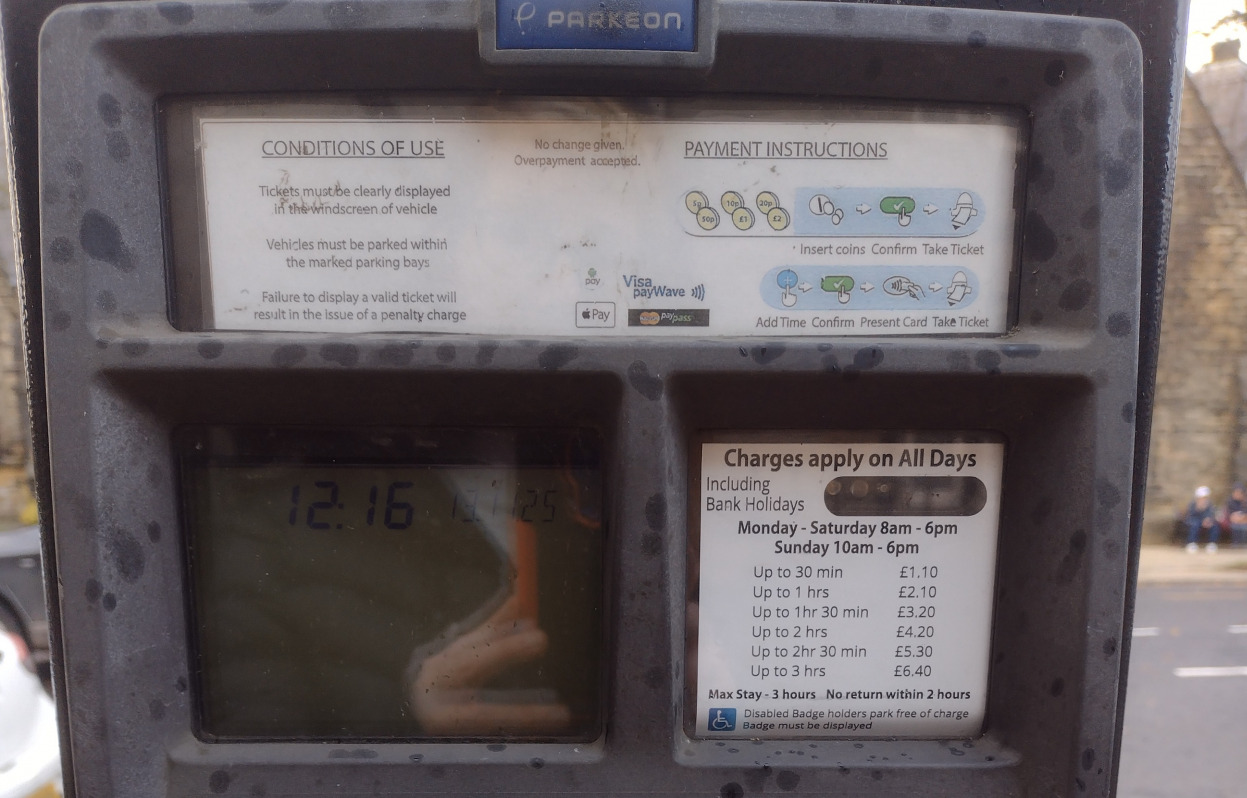 PARKEON
CONDITIONS OF USE
Tickets must be clearly displayed
in the windscreen of vehicle
Vehicles must be parked within
the marked parking bays
Failure to display a valid ticket will
result in the issue of a penalty charge
No change given.
Overpayment accepted.
pay
Visa
payWave
Pay
paypass
PAYMENT INSTRUCTIONS
5p 10p 20p
50p £1 £2
Insert coins Confirm Take Ticket
Add Time Confirm Present Card Take Ticket
12:16
Charges apply on All Days
Including
Bank Holidays
Monday - Saturday 8am - 6pm
Sunday 10am - 6pm
Up to 30 min £1.10
Up to 1 hrs £2.10
Up to 1hr 30 min £3.20
Up to 2 hrs £4.20
Up to 2hr 30 min £5.30
Up to 3 hrs £6.40
Max Stay - 3 hours No return within 2 hours
Disabled Badge holders park free of charge
Badge must be displayed